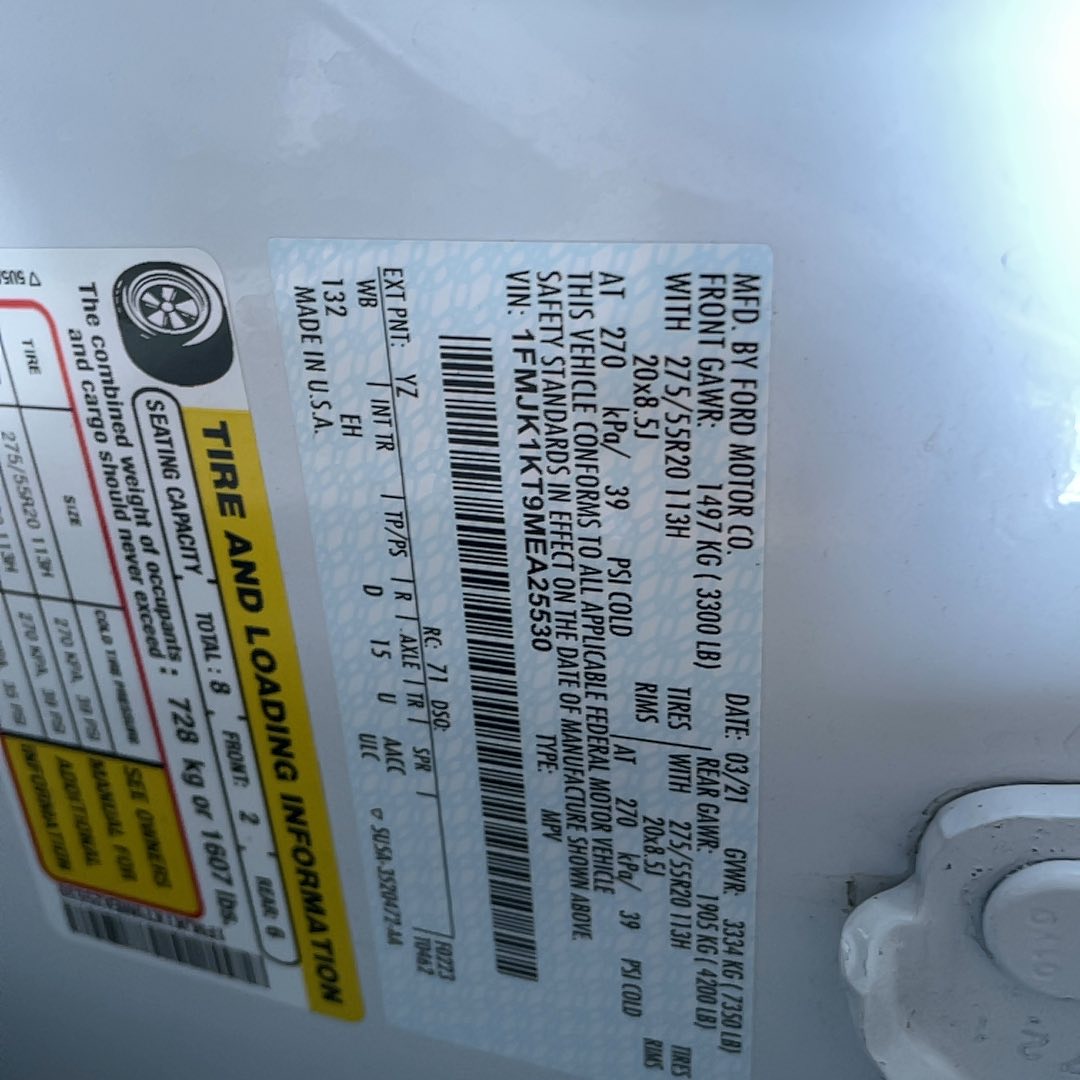 MFD. BY FORD MOTOR CO.
DATE: 03/21 GVWR: 3334 KG ( 7350 LB)
FRONT GAWR: 1497 KG ( 3300 LB) REAR GAWR: 1905 KG ( 4200 LB)
WITH 275/55R20 113H TIRES WITH 275/55R20 113H TIRES
20x8.5J RIMS 20x8.5J RIMS
AT 270 kPa/ 39 PSI COLD AT 270 kPa/ 39 PSI COLD
THIS VEHICLE CONFORMS TO ALL APPLICABLE FEDERAL MOTOR VEHICLE
SAFETY STANDARDS IN EFFECT ON THE DATE OF MANUFACTURE SHOWN ABOVE.
VIN: 1FMJK1KT9MEA25530 TYPE: MPV
F0723
T0462
EXT PNT: YZ RC: 71 DSO:
WB INT TR TP/PS R AXLE TR SPR
132 EH D 15 U AACC
MADE IN U.S.A. ULC
5U5A-3520472-AA
TIRE AND LOADING INFORMATION
SEATING CAPACITY TOTAL : 8 FRONT: 2 REAR: 6
The combined weight of occupants and cargo should never exceed : 728 kg or 1607 lbs.
TIRE SIZE COLD TIRE PRESSURE
275/55R20 113H 270 KPA, 39 PSI
SEE OWNERS
MANUAL FOR
ADDITIONAL
INFORMATION